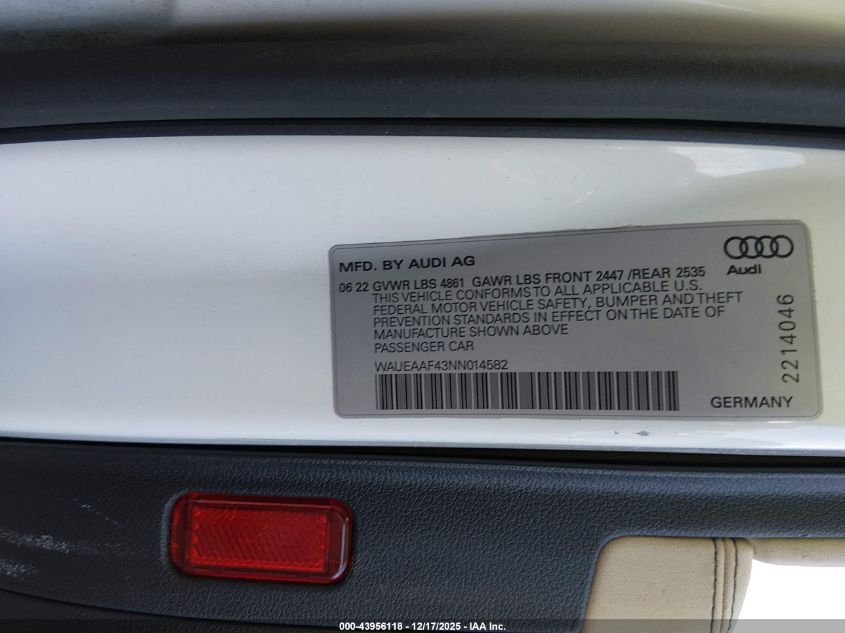 MFD. BY AUDI AG
Audi
06 22 GVWR LBS 4861 GAWR LBS FRONT 2447 /REAR 2535
THIS VEHICLE CONFORMS TO ALL APPLICABLE U.S.
FEDERAL MOTOR VEHICLE SAFETY, BUMPER AND THEFT
PREVENTION STANDARDS IN EFFECT ON THE DATE OF
MANUFACTURE SHOWN ABOVE
PASSENGER CAR
WAUEAAF43NN014582
2214046
GERMANY
000-43956118 - 12/17/2025 - IAA Inc.